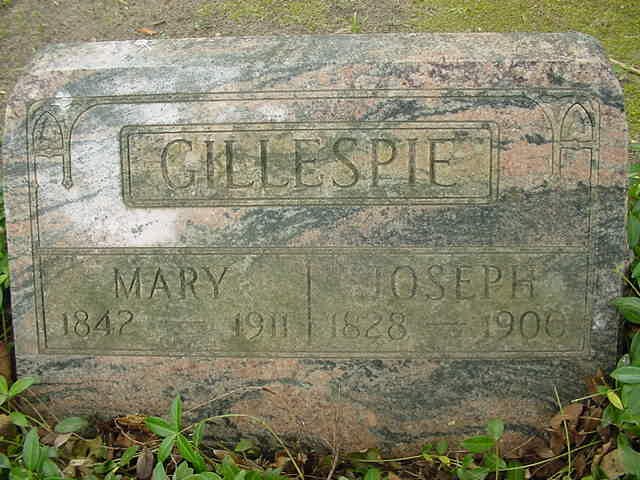 GILLESPIE
MARY JOSEPH
1842 — 1911 1828 — 1900